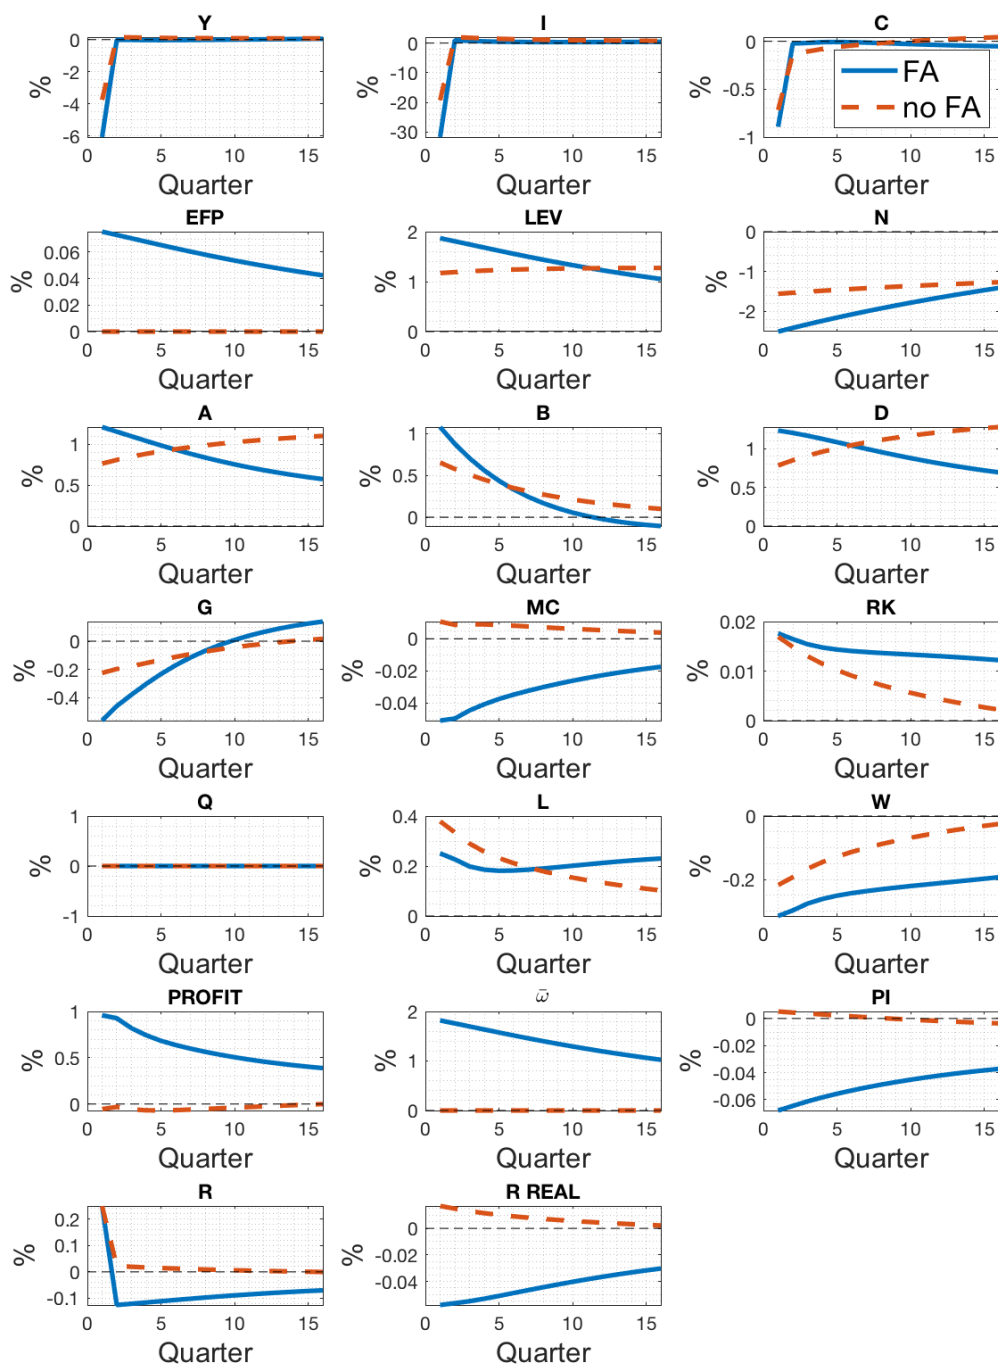 Y I C
0 -2 -4 -6 %
0 -10 -20 -30 %
0 -0.5 -1 %
FA
no FA
0 5 10 15 0 5 10 15 0 5 10 15
Quarter Quarter Quarter
EFP LEV N
0.06 0.04 0.02 0 %
2 1 0 %
0 -1 -2 %
0 5 10 15 0 5 10 15 0 5 10 15
Quarter Quarter Quarter
A B D
1 0.5 0 %
1 0.5 0 %
1 0.5 0 %
0 5 10 15 0 5 10 15 0 5 10 15
Quarter Quarter Quarter
G MC RK
0 -0.2 -0.4 %
0 -0.02 -0.04 %
0.02 0.01 0 %
0 5 10 15 0 5 10 15 0 5 10 15
Quarter Quarter Quarter
Q L W
1 0 -1 %
0.4 0.2 0 %
0 -0.2 %
0 5 10 15 0 5 10 15 0 5 10 15
Quarter Quarter Quarter
PROFIT ω̄ PI
1 0.5 0 %
2 1 0 %
0 -0.02 -0.04 -0.06 %
0 5 10 15 0 5 10 15 0 5 10 15
Quarter Quarter Quarter
R R REAL
0.2 0.1 0 -0.1 %
0 -0.02 -0.04 %
0 5 10 15 0 5 10 15
Quarter Quarter